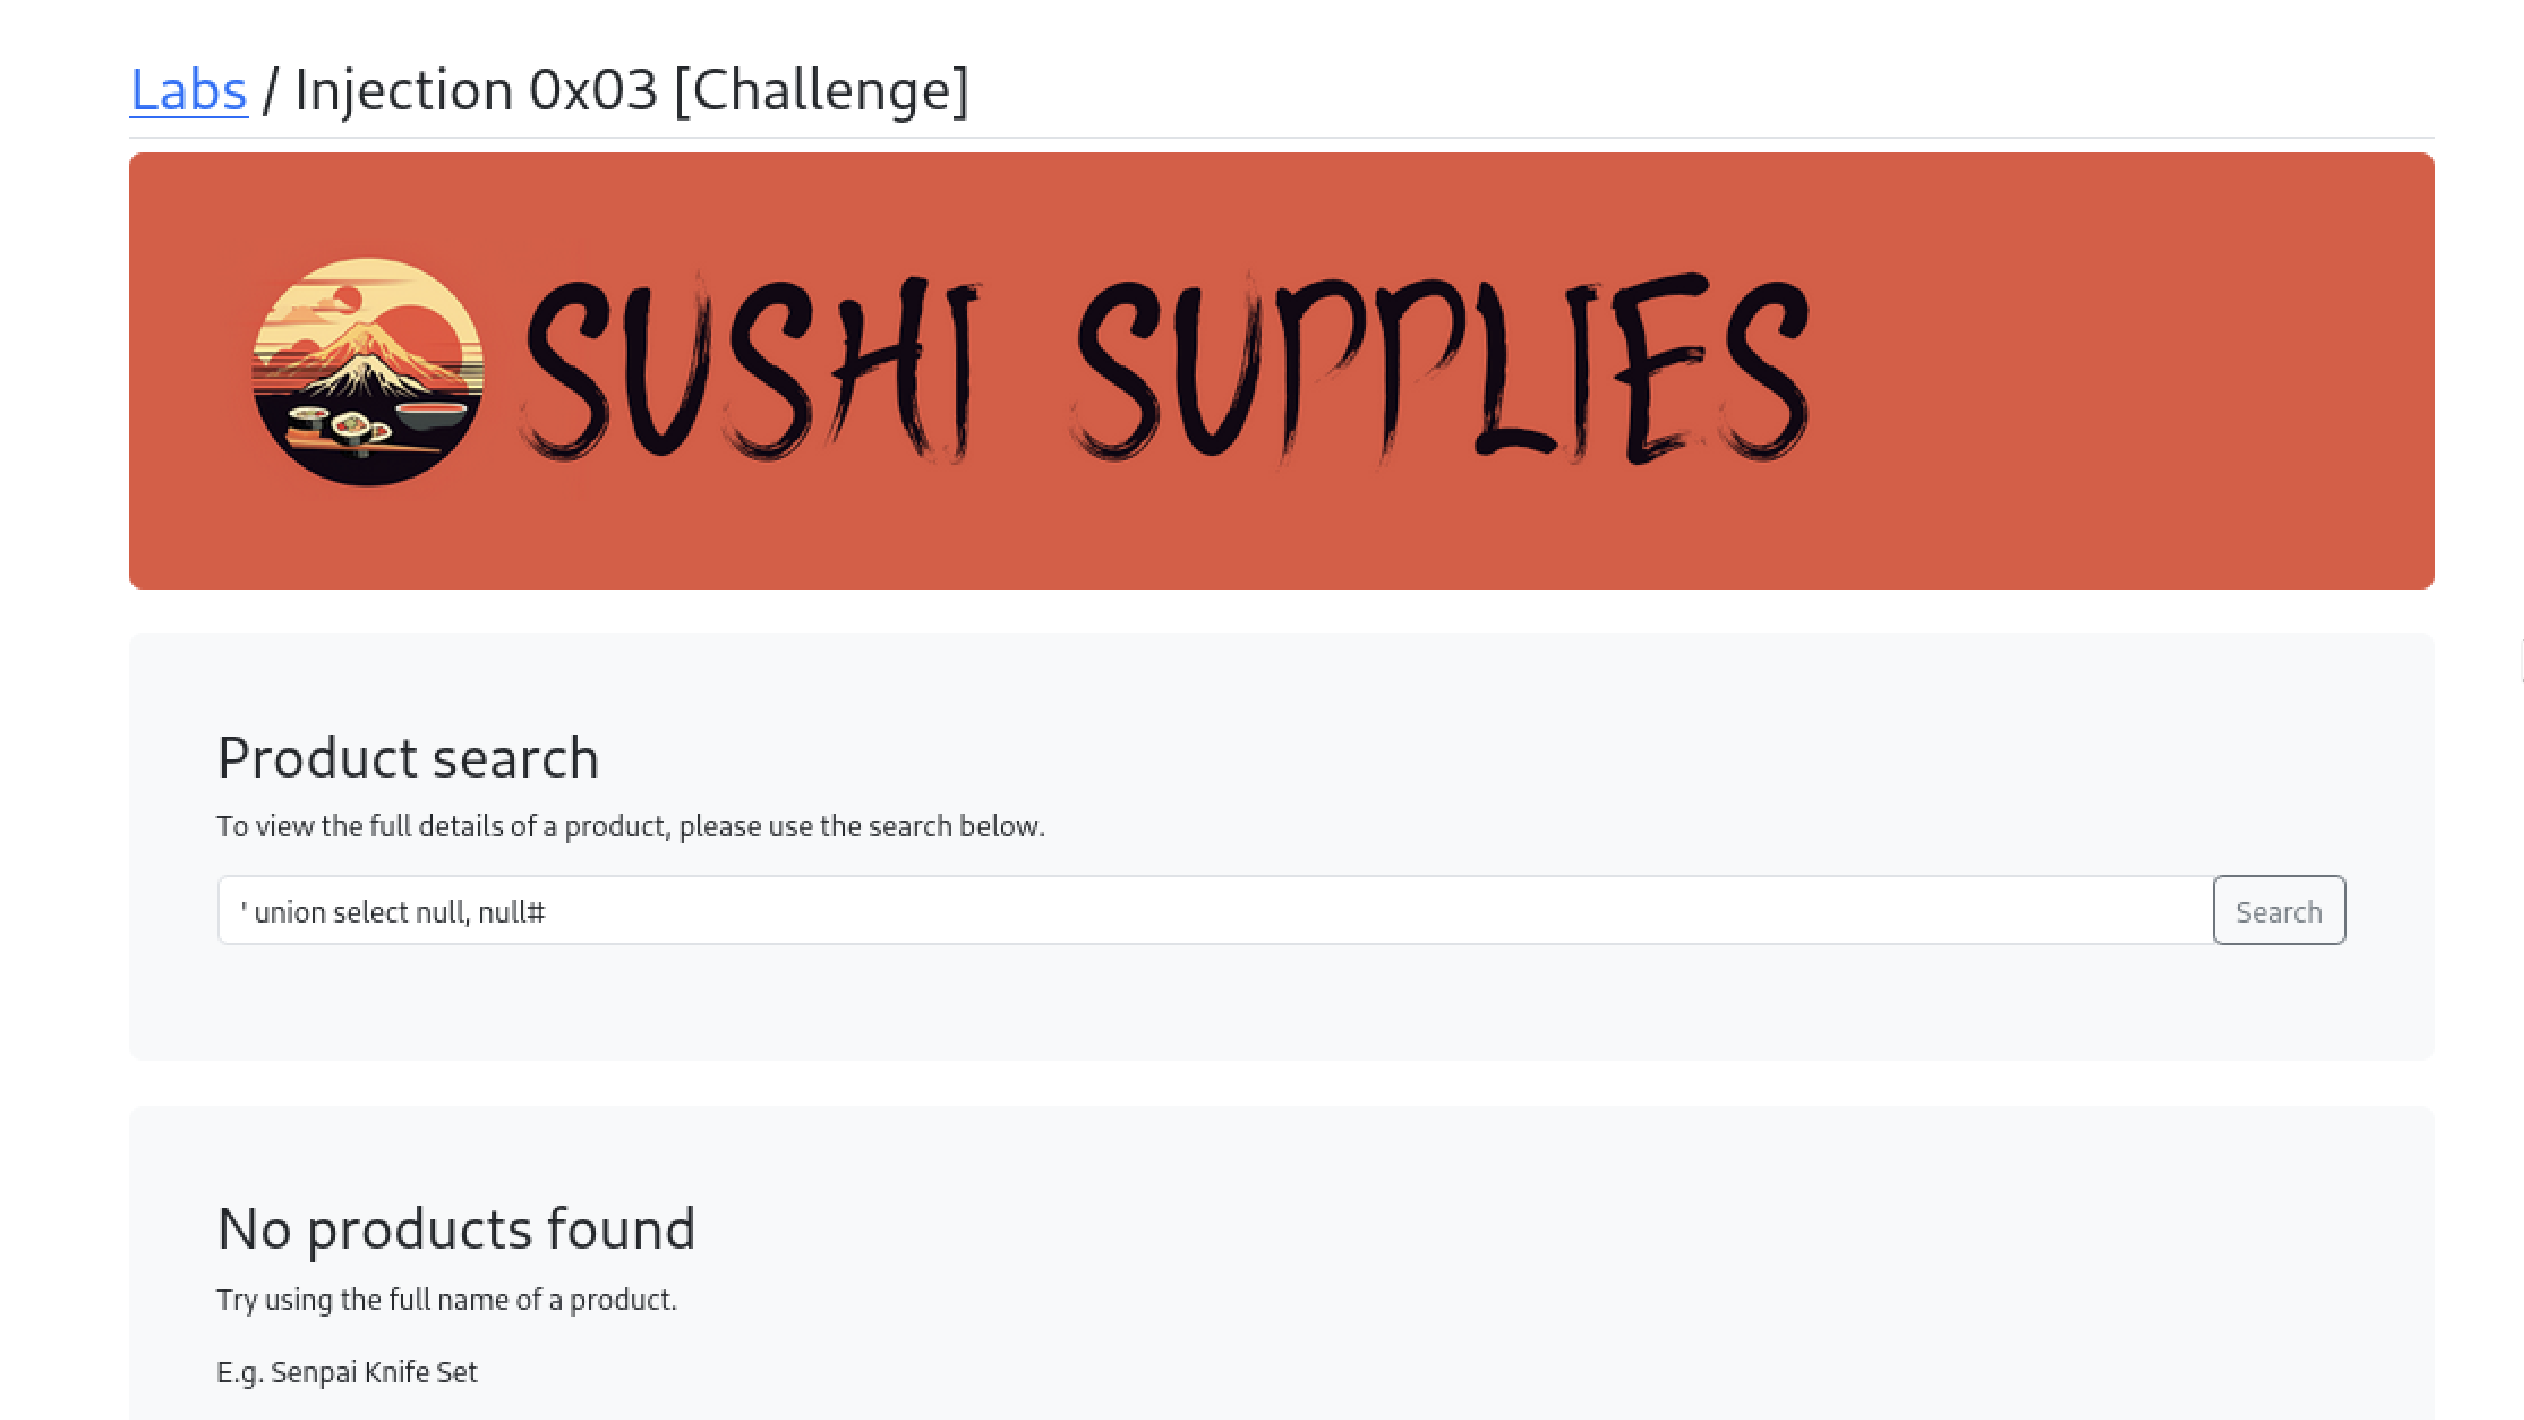 Labs / Injection 0x03 [Challenge]
SUSHI SUPPLIES
Product search
To view the full details of a product, please use the search below.
' union select null, null#
Search
No products found
Try using the full name of a product.
E.g. Senpai Knife Set